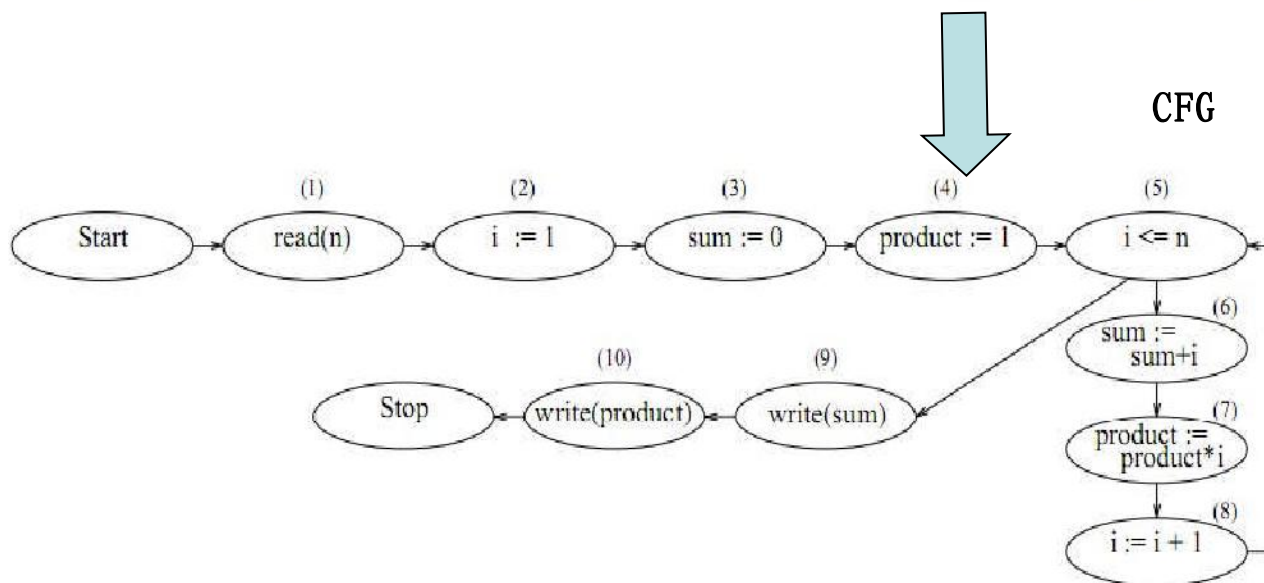 CFG
(1)
(2)
(3)
(4)
(5)
Start
read(n)
i := 1
sum := 0
product := 1
i <= n
(6)
sum :=
sum+i
(10)
(9)
Stop
write(product)
write(sum)
(7)
product :=
product*i
(8)
i := i + 1